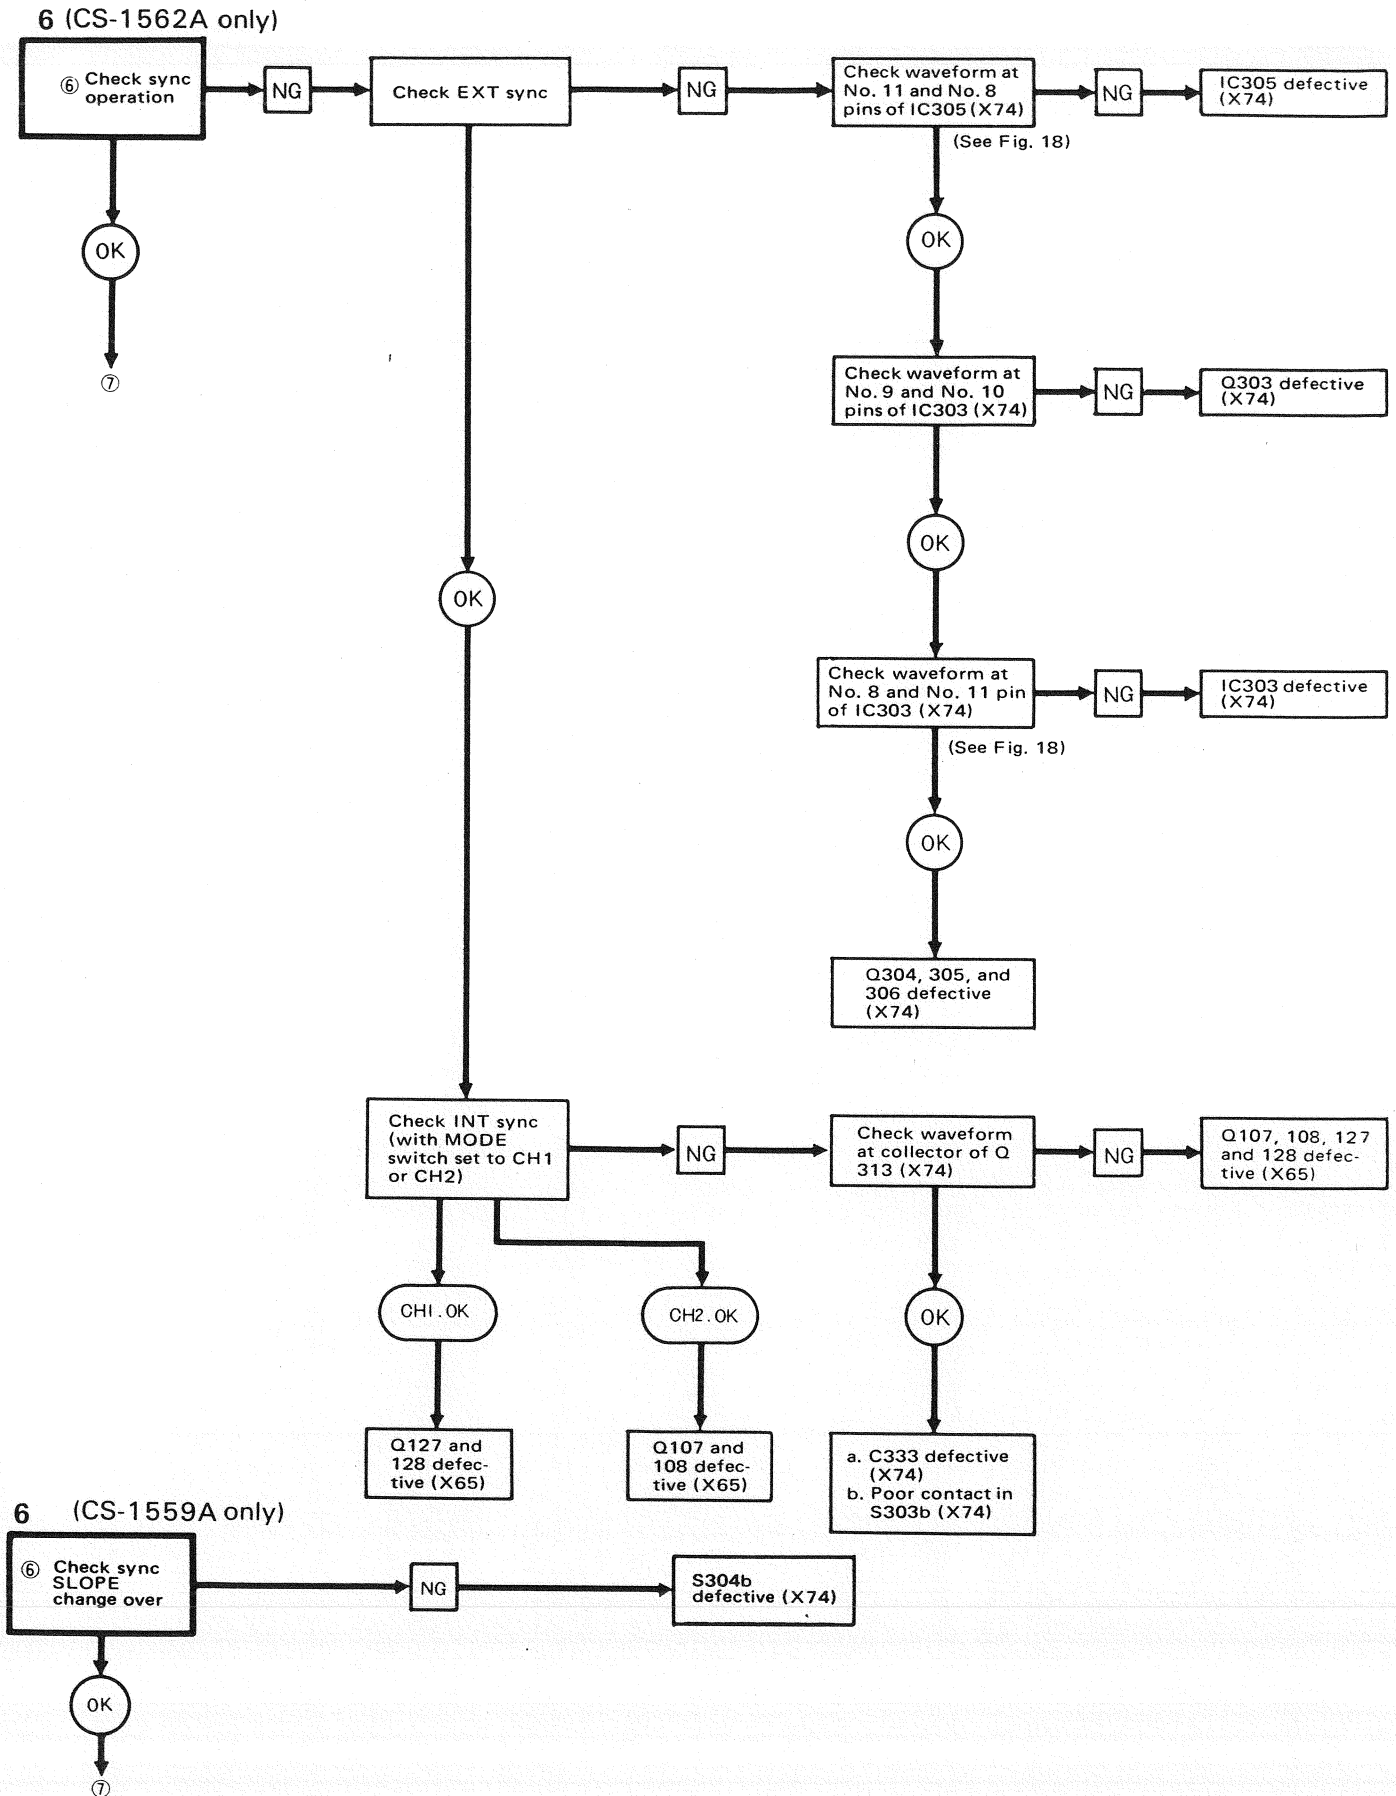 6 (CS-1562A only)
⑥ Check sync
operation
NG
Check EXT sync
NG
Check waveform at
No. 11 and No. 8
pins of IC305 (X74)
(See Fig. 18)
NG
IC305 defective
(X74)
OK
⑦
OK
Check waveform at
No. 9 and No. 10
pins of IC303 (X74)
NG
Q303 defective
(X74)
OK
OK
Check waveform at
No. 8 and No. 11 pin
of IC303 (X74)
(See Fig. 18)
NG
IC303 defective
(X74)
OK
Q304, 305, and
306 defective
(X74)
Check INT sync
(with MODE
switch set to CH1
or CH2)
NG
Check waveform
at collector of Q
313 (X74)
NG
Q107, 108, 127
and 128 defec-
tive (X65)
CH1.OK
CH2.OK
OK
Q127 and
128 defec-
tive (X65)
Q107 and
108 defec-
tive (X65)
a. C333 defective
(X74)
b. Poor contact in
S303b (X74)
6 (CS-1559A only)
⑥ Check sync
SLOPE
change over
NG
S304b
defective (X74)
OK
⑦